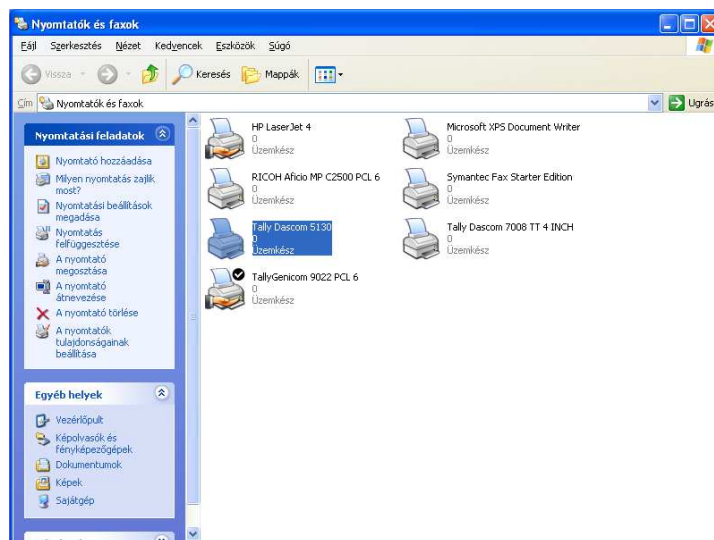 Nyomtatók és faxok
Fájl Szerkesztés Nézet Kedvencek Eszközök Súgó
Vissza Keresés Mappák
Cím Nyomtatók és faxok Ugrás
Nyomtatási feladatok
Nyomtató hozzáadása
Milyen nyomtatás zajlik
most?
Nyomtatási beállítások
megadása
Nyomtatás
felfüggesztése
A nyomtató
megosztása
A nyomtató
átnevezése
A nyomtató törlése
A nyomtatók
tulajdonságainak
beállítása
Egyéb helyek
Vezérlőpult
Képolvasók és
fényképezőgépek
Dokumentumok
Képek
Sajátgép
HP LaserJet 4
0
Üzemkész
Microsoft XPS Document Writer
0
Üzemkész
RICOH Aficio MP C2500 PCL 6
0
Üzemkész
Symantec Fax Starter Edition
0
Üzemkész
Tally Dascom 5130
0
Üzemkész
Tally Dascom 7008 TT 4 INCH
0
Üzemkész
TallyGenicom 9022 PCL 6
0
Üzemkész